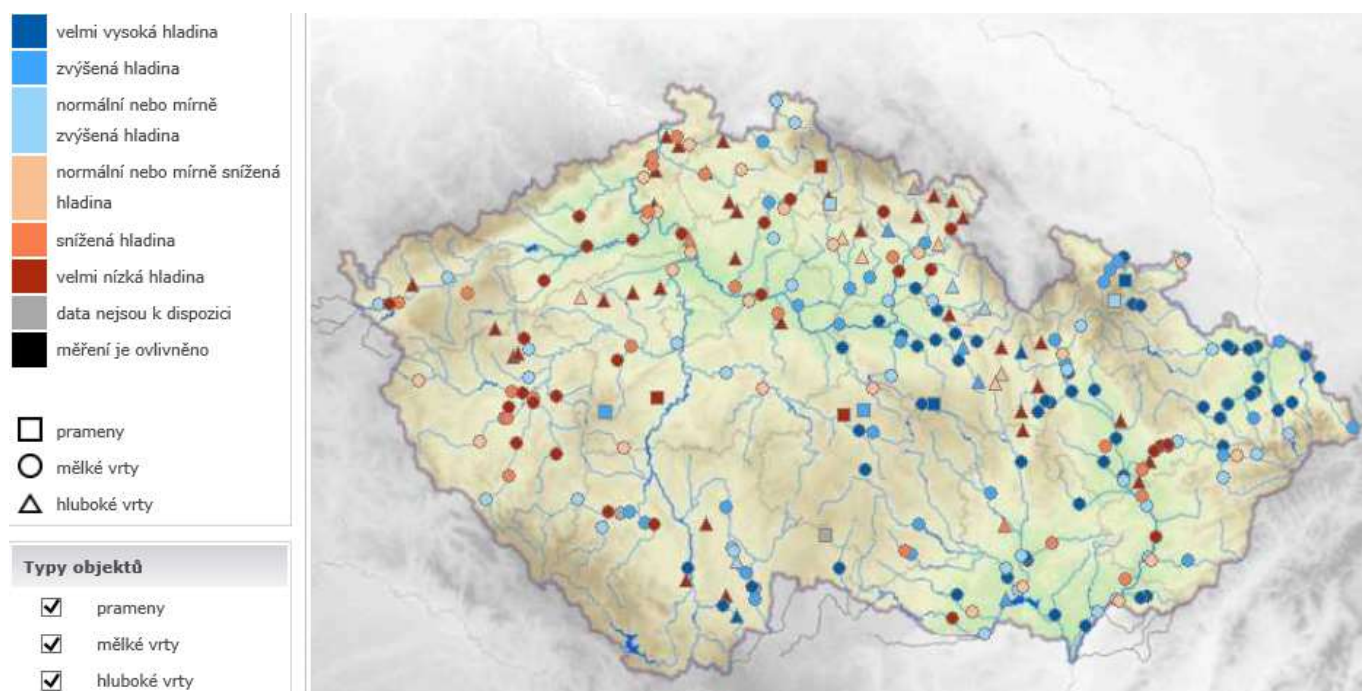 velmi vysoká hladina
zvýšená hladina
normální nebo mírně
zvýšená hladina
normální nebo mírně snížená
hladina
snížená hladina
velmi nízká hladina
data nejsou k dispozici
měření je ovlivněno
prameny
mělké vrty
hluboké vrty
Typy objektů
prameny
mělké vrty
hluboké vrty